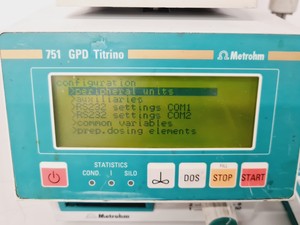 751 GPD Titrino
Metrohm
configuration
>peripheral units
>auxiliaries
>RS232 settings COM1
>RS232 settings COM2
>common variables
>prep.dosing elements
STATISTICS
COND. I SILO
DOS
STOP
START
Metrohm